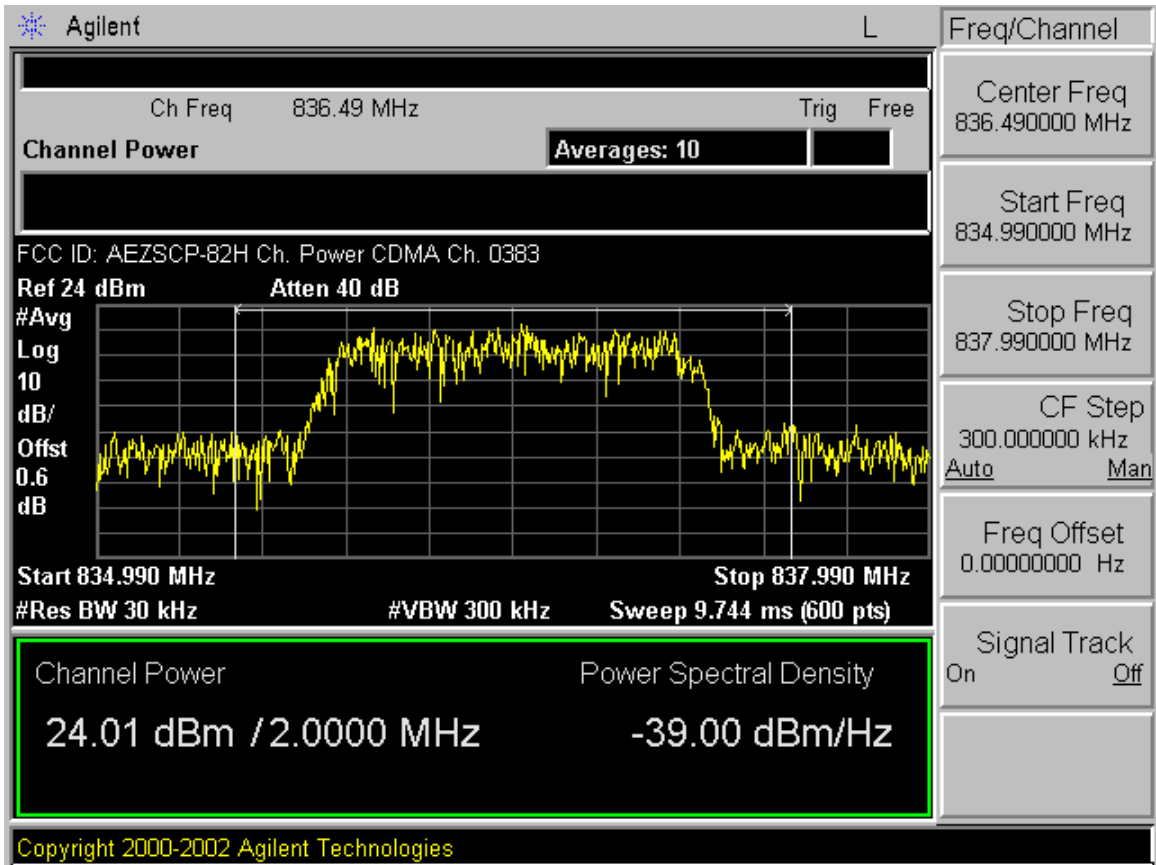 Agilent L
Freq/Channel
Ch Freq 836.49 MHz Trig Free
Channel Power Averages: 10
FCC ID: AEZSCP-82H Ch. Power CDMA Ch. 0383
Ref 24 dBm Atten 40 dB
#Avg
Log
10
dB/
Offst
0.6
dB
Start 834.990 MHz Stop 837.990 MHz
#Res BW 30 kHz #VBW 300 kHz Sweep 9.744 ms (600 pts)
Channel Power Power Spectral Density
24.01 dBm / 2.0000 MHz -39.00 dBm/Hz
Copyright 2000-2002 Agilent Technologies
Center Freq
836.490000 MHz
Start Freq
834.990000 MHz
Stop Freq
837.990000 MHz
CF Step
300.000000 kHz
Auto Man
Freq Offset
0.00000000 Hz
Signal Track
On Off